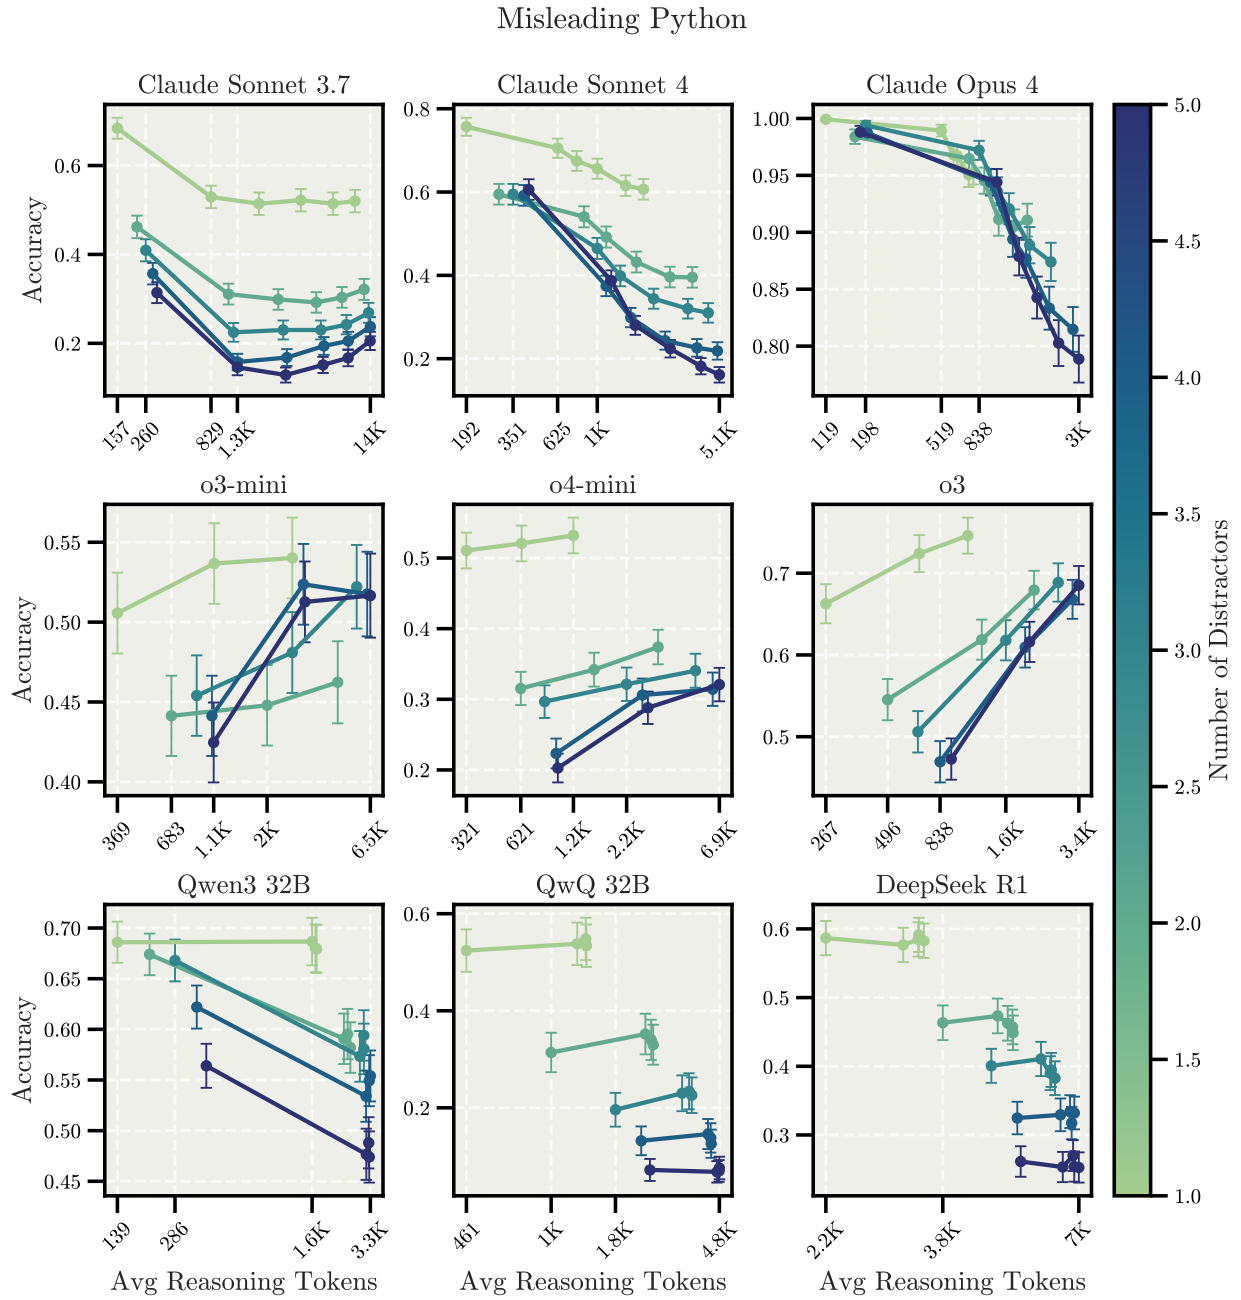 Misleading Python
Claude Sonnet 3.7
Claude Sonnet 4
Claude Opus 4
Accuracy
0.6
0.4
0.2
157
260
829
1.3K
14K
0.8
0.6
0.4
0.2
192
351
625
1K
5.1K
1.00
0.95
0.90
0.85
0.80
119
198
519
838
3K
o3-mini
o4-mini
o3
Accuracy
0.55
0.50
0.45
0.40
369
683
1.1K
2K
6.5K
0.5
0.4
0.3
0.2
321
621
1.2K
2.2K
6.9K
0.7
0.6
0.5
267
496
838
1.6K
3.4K
Qwen3 32B
QwQ 32B
DeepSeek R1
Accuracy
0.70
0.65
0.60
0.55
0.50
0.45
139
286
1.6K
3.3K
Avg Reasoning Tokens
0.6
0.4
0.2
461
1K
1.8K
4.8K
Avg Reasoning Tokens
0.6
0.5
0.4
0.3
2.2K
3.8K
7K
Avg Reasoning Tokens
5.0
4.5
4.0
3.5
3.0
2.5
2.0
1.5
1.0
Number of Distractors